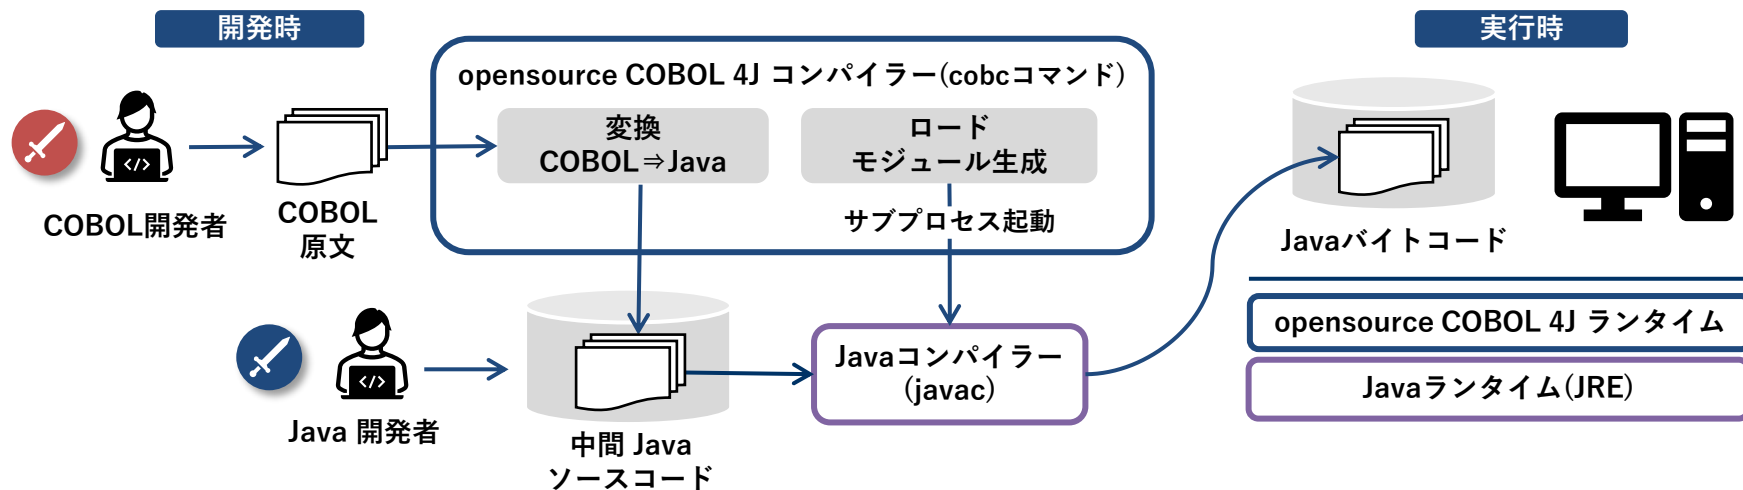 開発時
実行時
opensource COBOL 4J コンパイラー(cobcコマンド)
変換
COBOL⇒Java
ロード
モジュール生成
</>
COBOL開発者
COBOL
原文
サブプロセス起動
Javaバイトコード
opensource COBOL 4J ランタイム
Javaコンパイラー
(javac)
Javaランタイム(JRE)
</>
Java 開発者
中間 Java
ソースコード